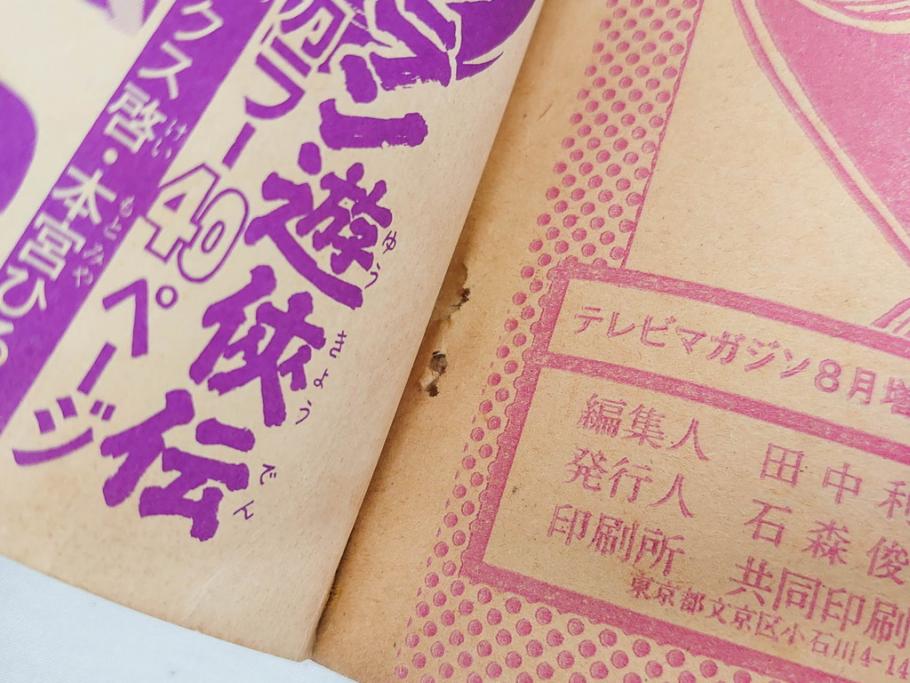 ン遊侠伝
ゆうきょうでん
カラー40ページ
クス啓・本宮ひ
けい もとみや
テレビマガジン8月増
編集人 田中利
発行人 石森俊
印刷所 共同印刷
東京都文京区小石川4-14